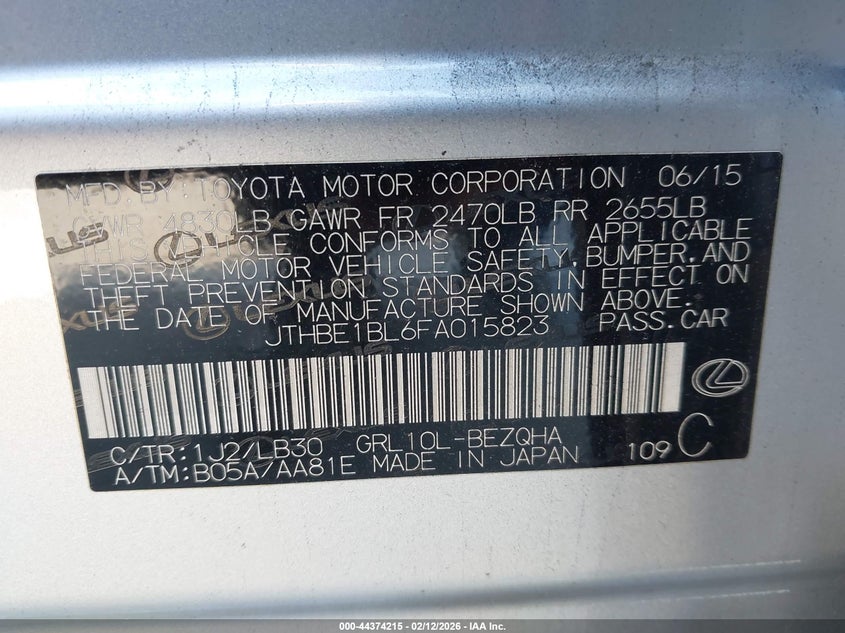 MFD. BY: TOYOTA MOTOR CORPORATION 06/15
GVWR 4830LB GAWR FR 2470LB RR 2655LB
THIS VEHICLE CONFORMS TO ALL APPLICABLE
FEDERAL MOTOR VEHICLE SAFETY, BUMPER, AND
THEFT PREVENTION STANDARDS IN EFFECT ON
THE DATE OF MANUFACTURE SHOWN ABOVE.
JTHBE1BL6FA015823 PASS. CAR
C/TR: 1J2/LB30 GRL10L-BEZQHA
A/TM: B05A/AA81E MADE IN JAPAN 109 C
000-44374215 - 02/12/2026 - IAA Inc.